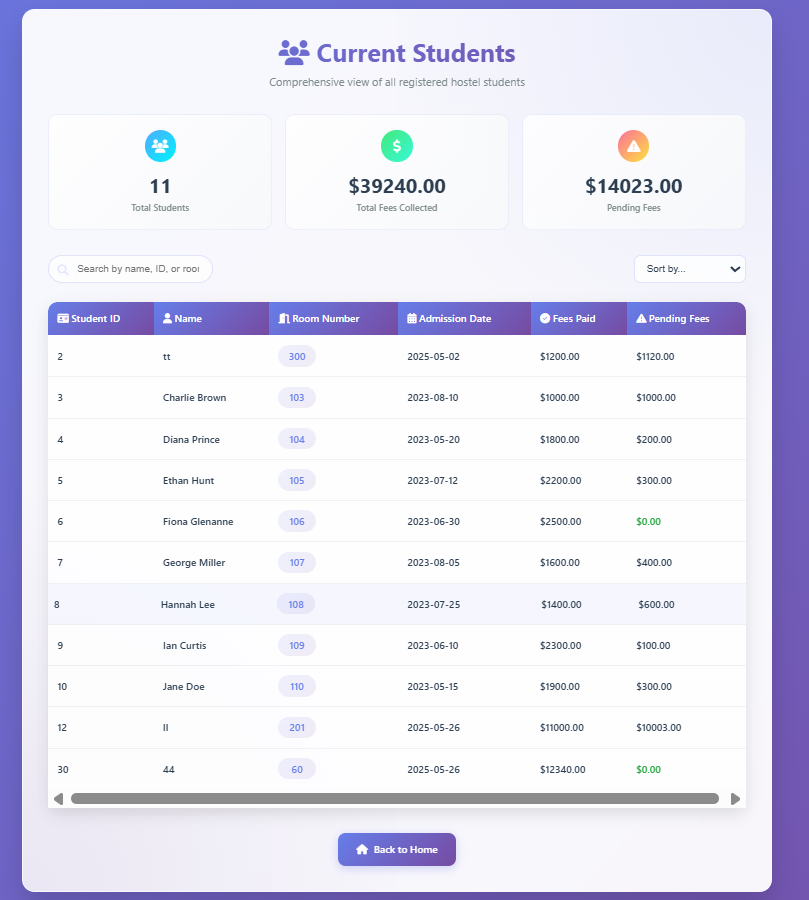 Current Students
Comprehensive view of all registered hostel students
11
Total Students
$39240.00
Total Fees Collected
$14023.00
Pending Fees
Search by name, ID, or roo
Sort by...
Student ID Name Room Number Admission Date Fees Paid Pending Fees
2 tt 300 2025-05-02 $1200.00 $1120.00
3 Charlie Brown 103 2023-08-10 $1000.00 $1000.00
4 Diana Prince 104 2023-05-20 $1800.00 $200.00
5 Ethan Hunt 105 2023-07-12 $2200.00 $300.00
6 Fiona Glenanne 106 2023-06-30 $2500.00 $0.00
7 George Miller 107 2023-08-05 $1600.00 $400.00
8 Hannah Lee 108 2023-07-25 $1400.00 $600.00
9 Ian Curtis 109 2023-06-10 $2300.00 $100.00
10 Jane Doe 110 2023-05-15 $1900.00 $300.00
12 ll 201 2025-05-26 $11000.00 $10003.00
30 44 60 2025-05-26 $12340.00 $0.00
Back to Home